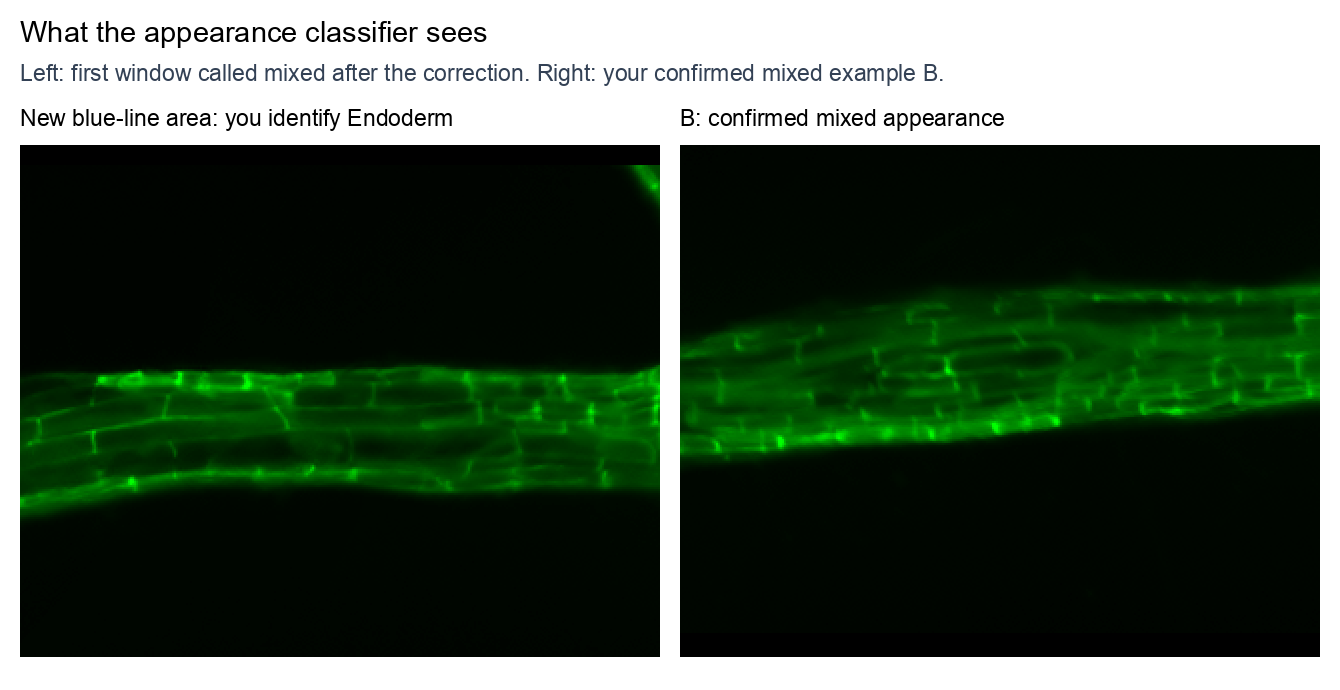 What the appearance classifier sees
Left: first window called mixed after the correction. Right: your confirmed mixed example B.
New blue-line area: you identify Endoderm
B: confirmed mixed appearance